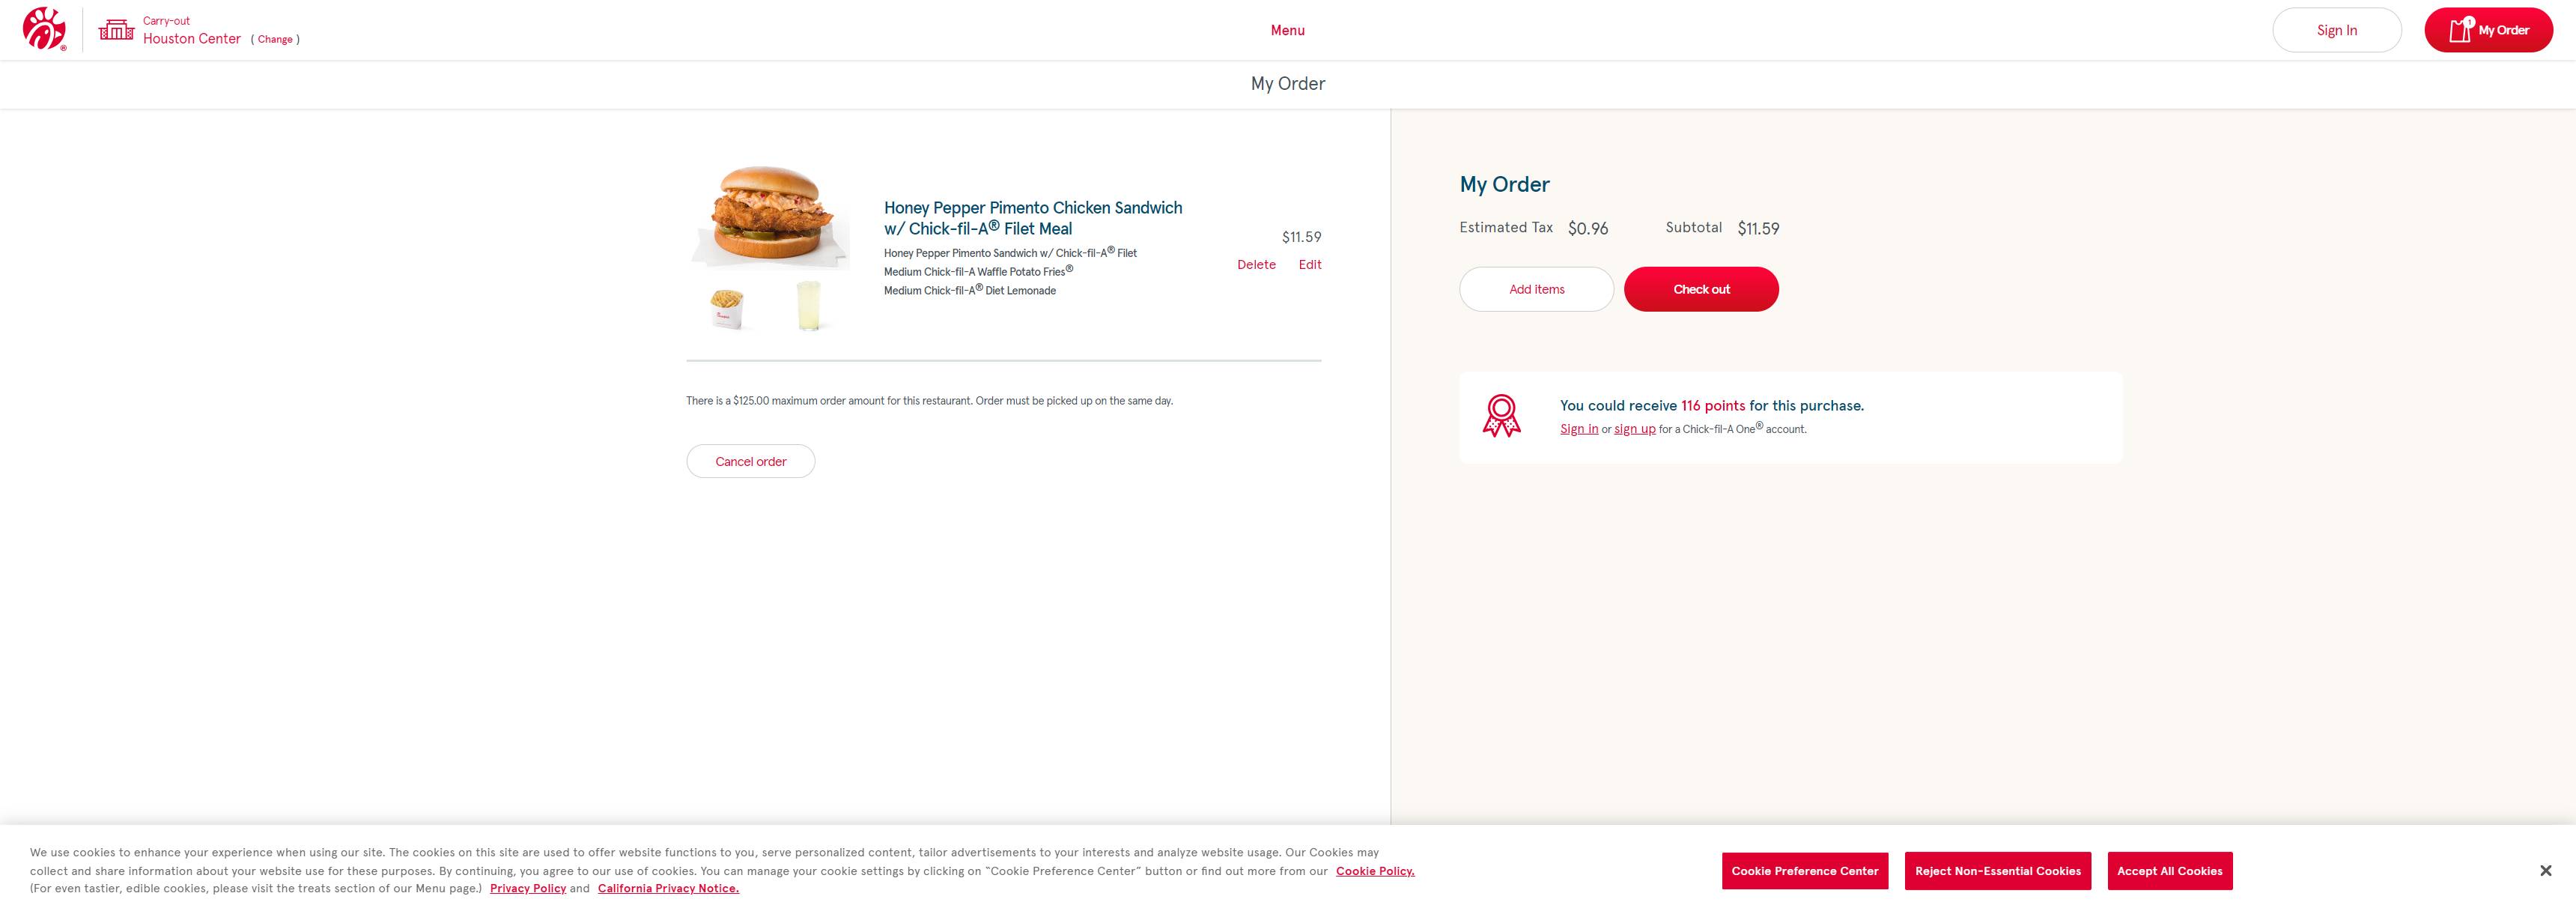 Carry-out
Houston Center ( Change )
Menu
Sign In
1
My Order
My Order
Honey Pepper Pimento Chicken Sandwich
w/ Chick-fil-A® Filet Meal
Honey Pepper Pimento Sandwich w/ Chick-fil-A® Filet
Medium Chick-fil-A Waffle Potato Fries®
Medium Chick-fil-A® Diet Lemonade
$11.59
Delete Edit
There is a $125.00 maximum order amount for this restaurant. Order must be picked up on the same day.
Cancel order
My Order
Estimated Tax $0.96 Subtotal $11.59
Add items
Check out
You could receive 116 points for this purchase.
Sign in or sign up for a Chick-fil-A One® account.
We use cookies to enhance your experience when using our site. The cookies on this site are used to offer website functions to you, serve personalized content, tailor advertisements to your interests and analyze website usage. Our Cookies may
collect and share information about your website use for these purposes. By continuing, you agree to our use of cookies. You can manage your cookie settings by clicking on “Cookie Preference Center” button or find out more from our Cookie Policy.
(For even tastier, edible cookies, please visit the treats section of our Menu page.) Privacy Policy and California Privacy Notice.
Cookie Preference Center
Reject Non-Essential Cookies
Accept All Cookies